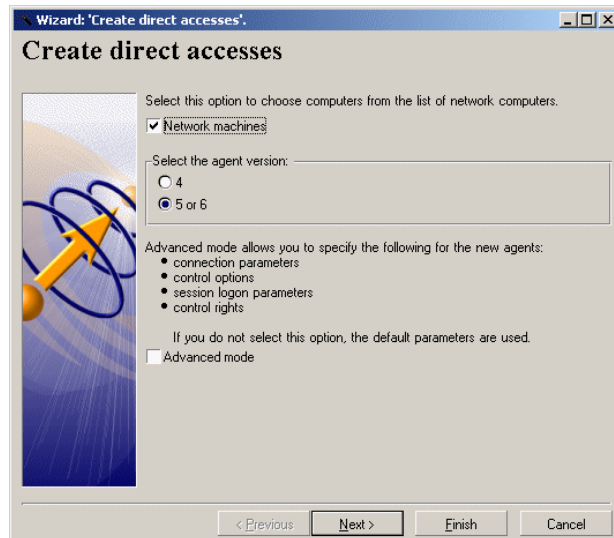 Wizard: 'Create direct accesses'.
Create direct accesses
Select this option to choose computers from the list of network computers.
Network machines
Select the agent version:
4
5 or 6
Advanced mode allows you to specify the following for the new agents:
• connection parameters
• control options
• session logon parameters
• control rights
If you do not select this option, the default parameters are used.
Advanced mode
< Previous Next > Finish Cancel